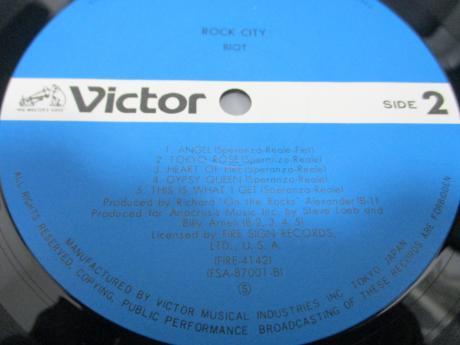 ROCK CITY
RIOT
"HIS MASTER'S VOICE"
Victor
SIDE 2
1. ANGEL (Speranza-Reale-Flet)
2. TOKYO ROSE (Speranza-Reale)
3. HEART OF FIRE (Speranza-Reale)
4. GYPSY QUEEN (Speranza-Reale)
5. THIS IS WHAT I GET (Speranza-Reale)
Produced by Richard "On the Rocks" Alexander (B-1)
Produced for Anacrusis Music Inc. by Steve Loeb and
Billy Arnell (B-2, 3, 4, 5)
Licensed by FIRE SIGN RECORDS,
LTD., U.S.A.
(FIRE-4142)
(FSA-87001-B)
Ⓢ
ALL RIGHTS RESERVED, COPYING, PUBLIC PERFORMANCE BROADCASTING OF THESE RECORDS ARE FORBIDDEN
MANUFACTURED BY VICTOR MUSICAL INDUSTRIES INC TOKYO JAPAN